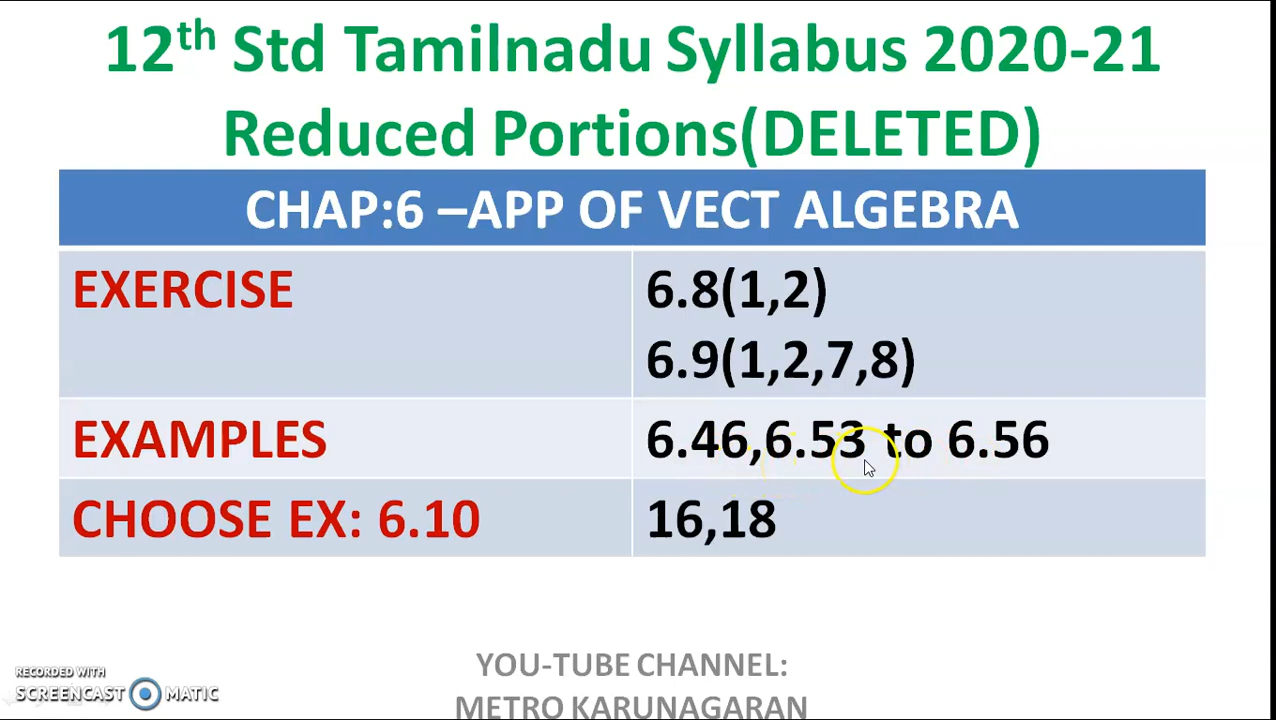 12th Std Tamilnadu Syllabus 2020-21
Reduced Portions(DELETED)
CHAP:6 –APP OF VECT ALGEBRA
EXERCISE
6.8(1,2)
6.9(1,2,7,8)
EXAMPLES
6.46,6.53 to 6.56
CHOOSE EX: 6.10
16,18
YOU-TUBE CHANNEL:
METRO KARUNAGARAN
RECORDED WITH
SCREENCAST MATIC